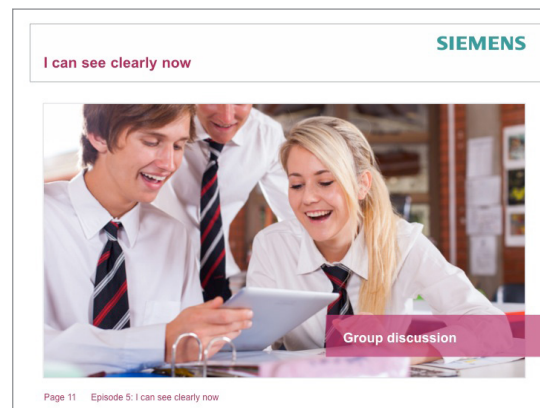 SIEMENS
I can see clearly now
Group discussion
Page 11 Episode 5: I can see clearly now